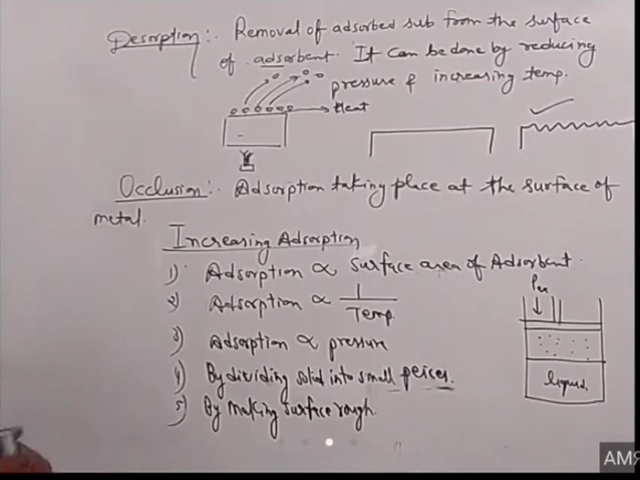 Desorption:- Removal of adsorbed sub from the surface
of adsorbent. It can be done by reducing
pressure & increasing temp.
Heat
Occlusion:- Adsorption taking place at the surface of
metal.
Increasing Adsorption
1) Adsorption ∝ surface area of Adsorbent.
2) Adsorption ∝ 1/Temp
3) Adsorption ∝ pressure
4) By dividing solid into small peices.
5) By Making surface rough.
liquid
AMЯ